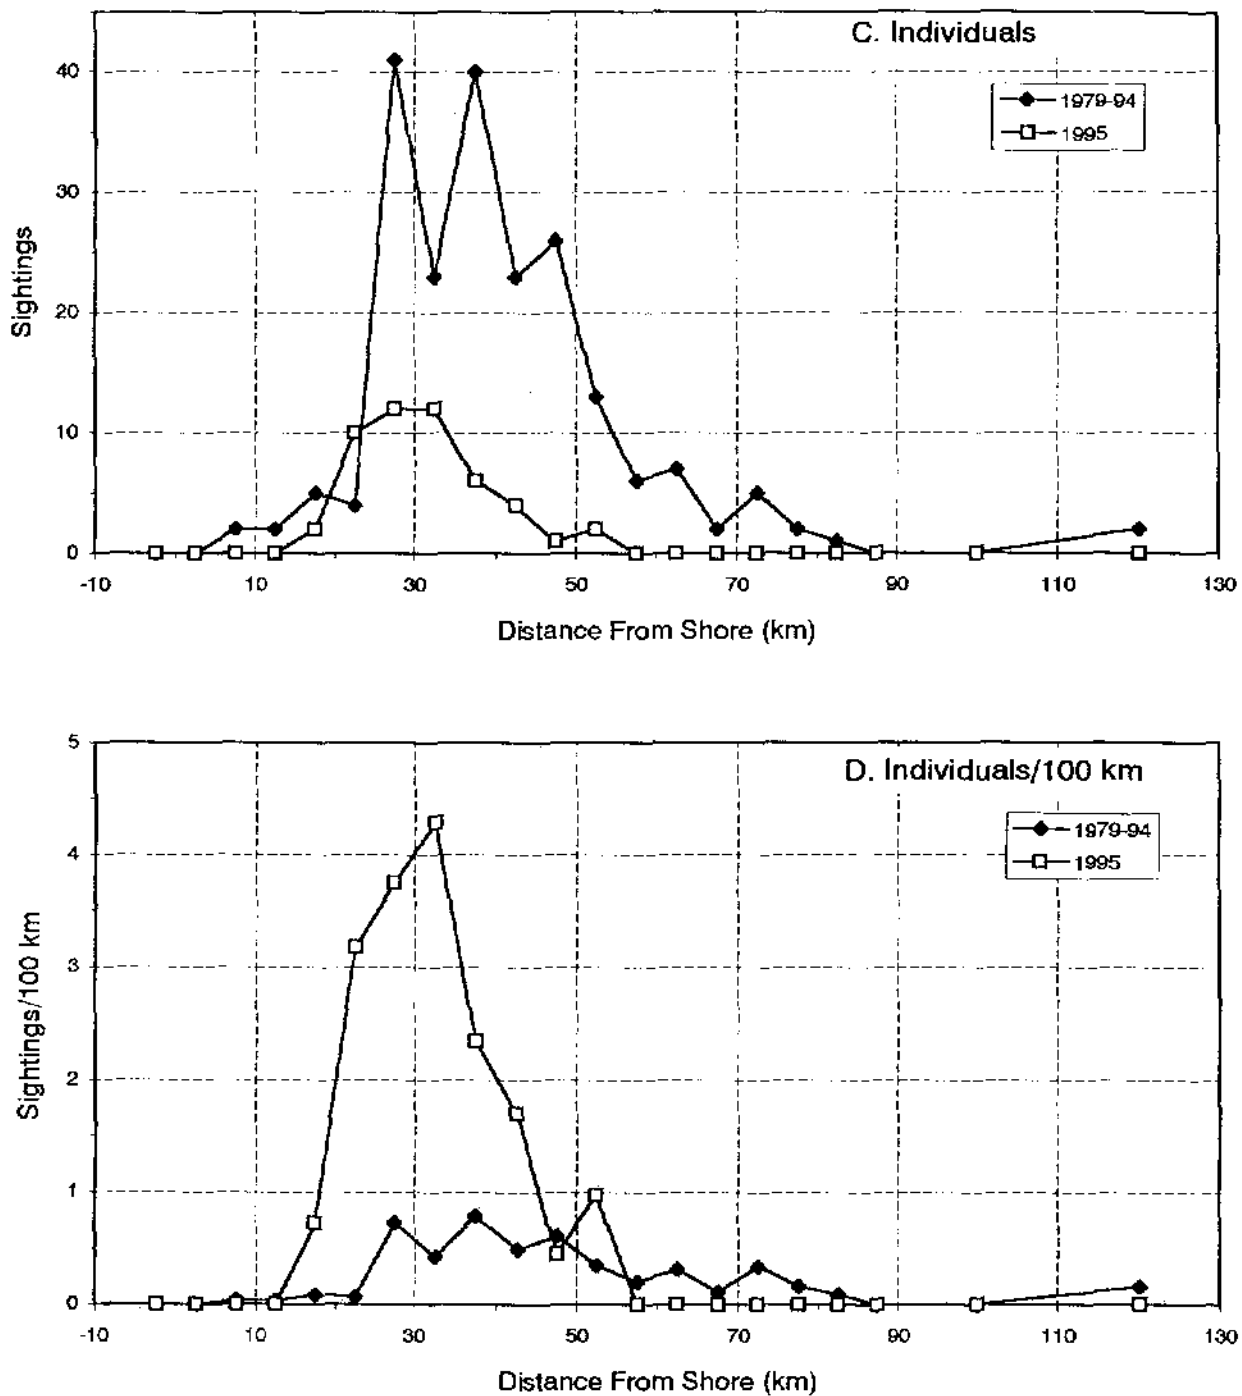 C. Individuals
40
1979-94
1995
30
Sightings
20
10
0
-10 10 30 50 70 90 110 130
Distance From Shore (km)
5
D. Individuals/100 km
1979-94
4
1995
Sightings/100 km
3
2
1
0
-10 10 30 50 70 90 110 130
Distance From Shore (km)